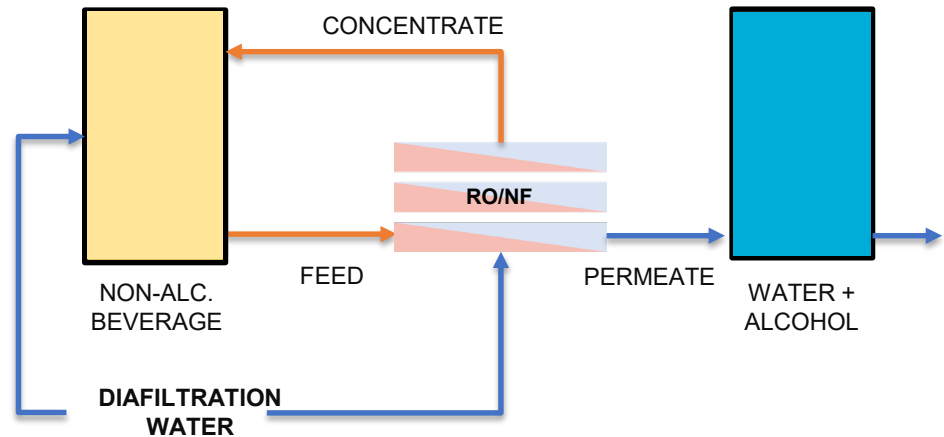 CONCENTRATE
RO/NF
FEED
PERMEATE
NON-ALC.
BEVERAGE
WATER +
ALCOHOL
DIAFILTRATION
WATER